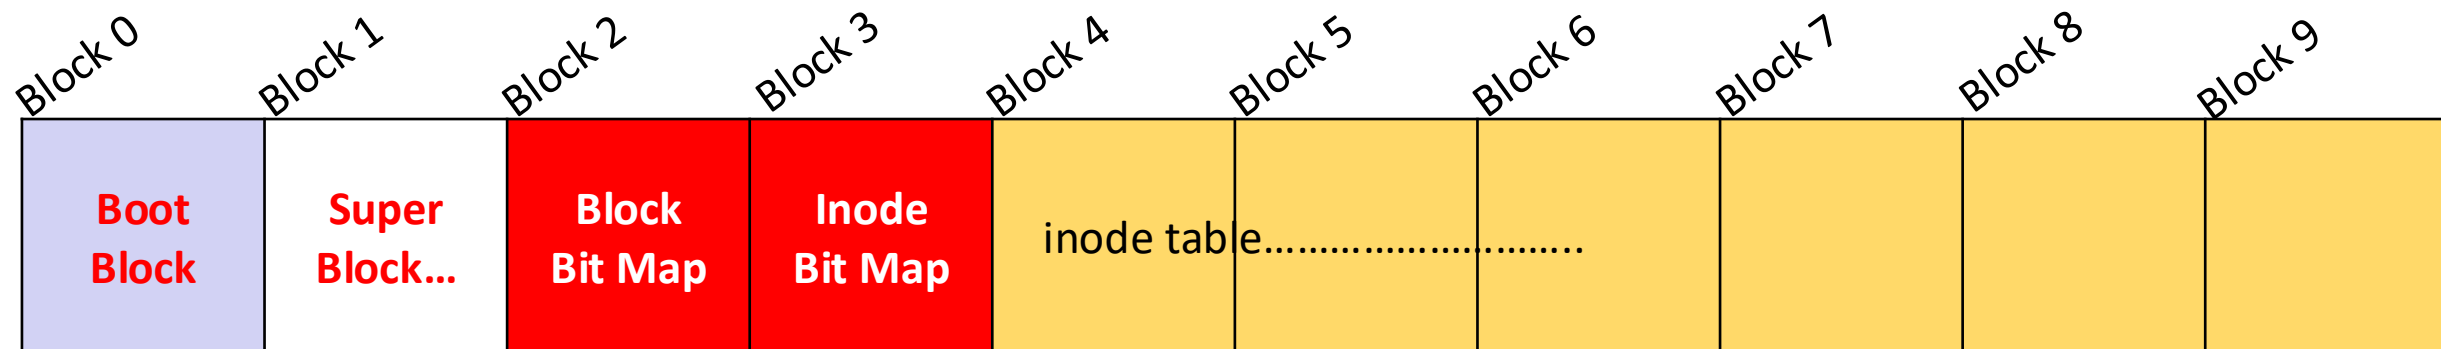 Block 0
Block 1
Block 2
Block 3
Block 4
Block 5
Block 6
Block 7
Block 8
Block 9
Boot
Block
Super
Block…
Block
Bit Map
Inode
Bit Map
inode table………………………..